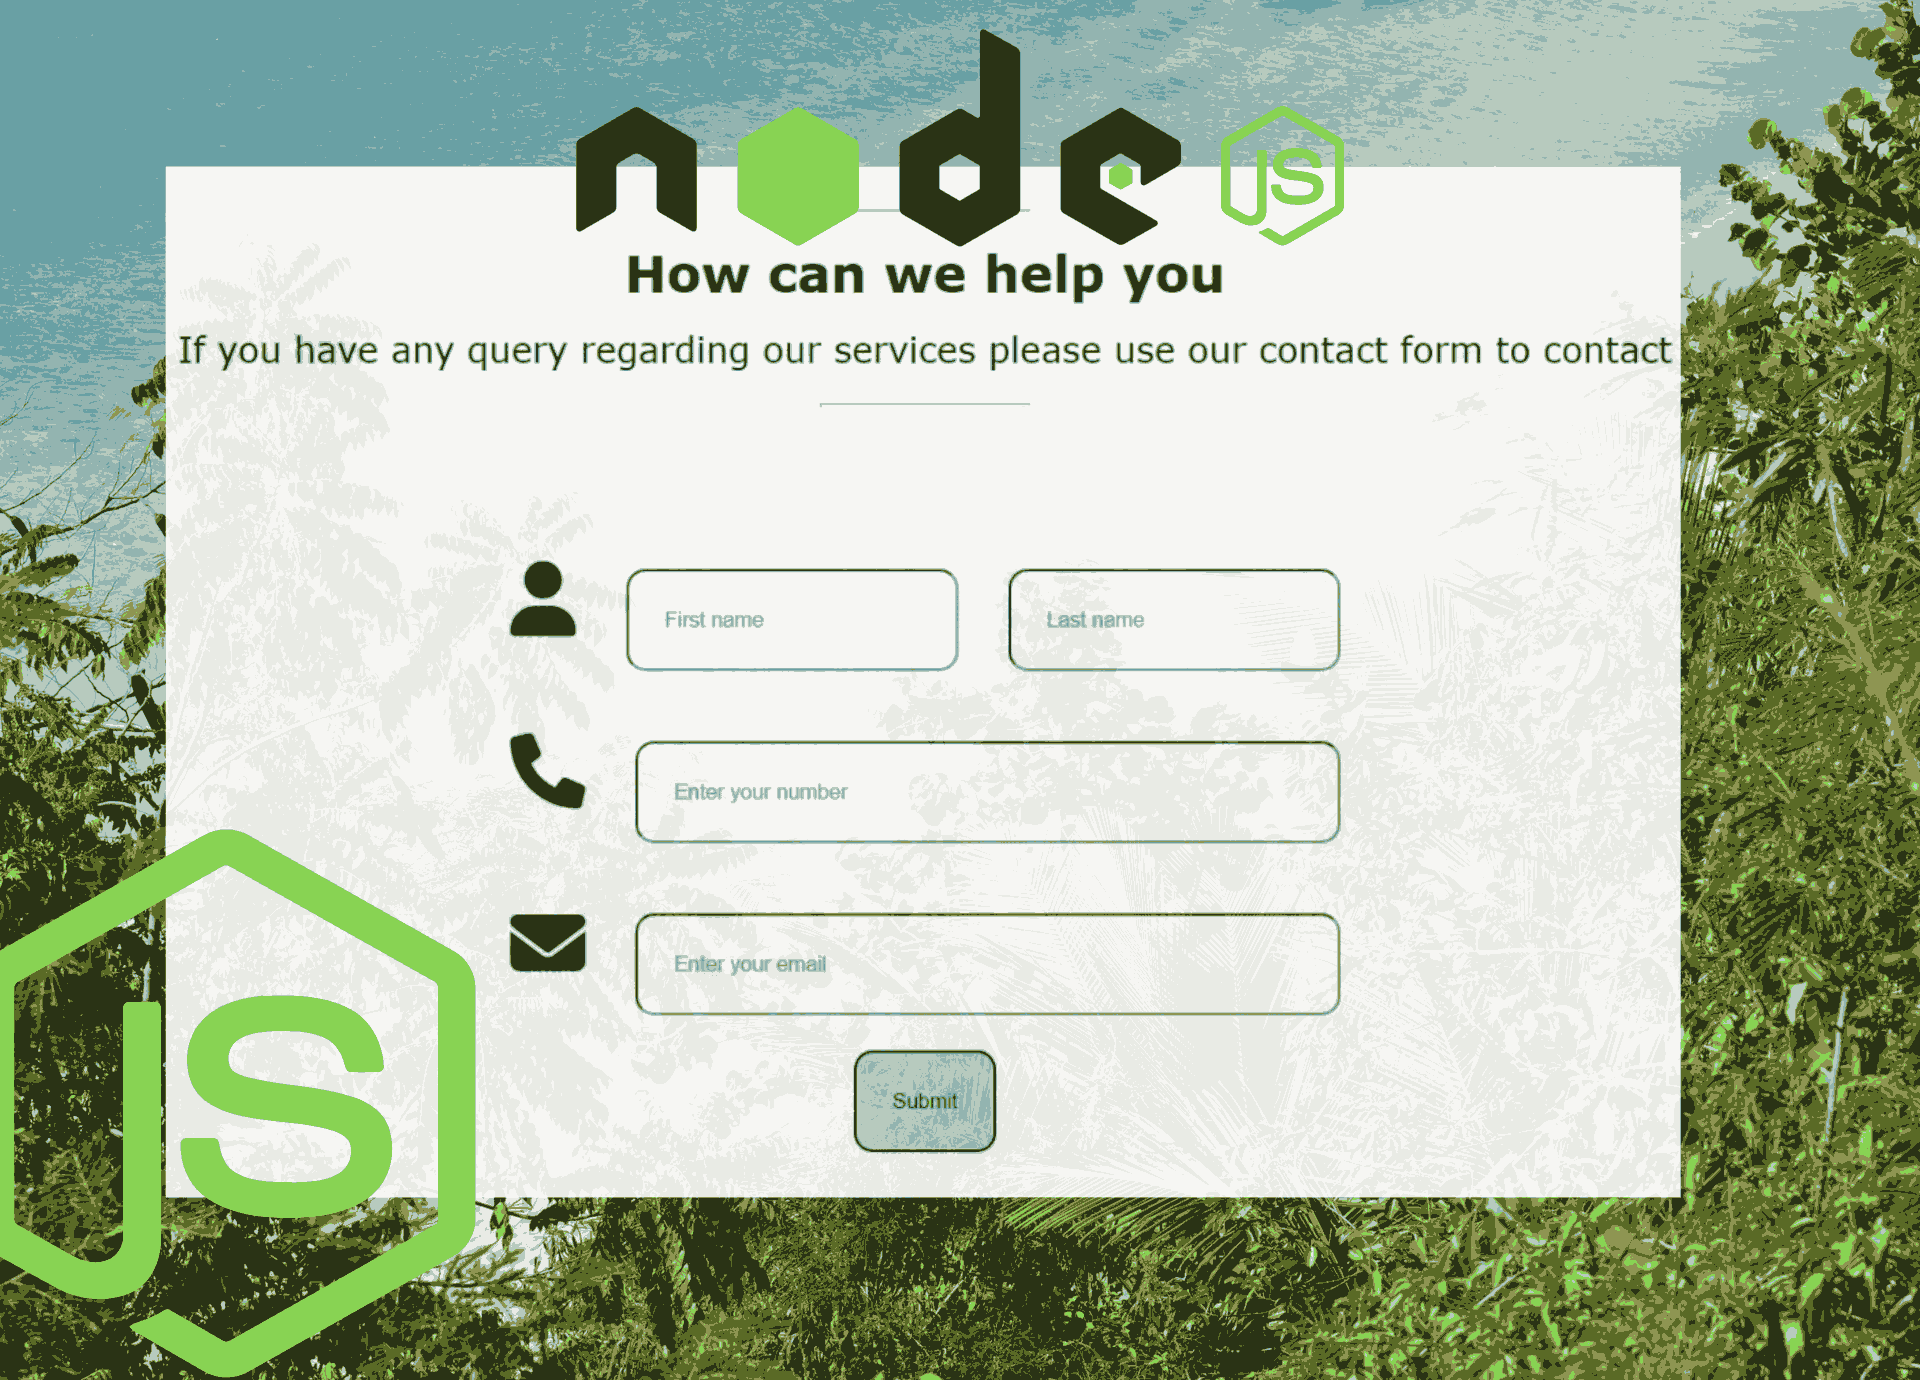 node JS
How can we help you
If you have any query regarding our services please use our contact form to contact
First name
Last name
Enter your number
Enter your email
Submit
JS